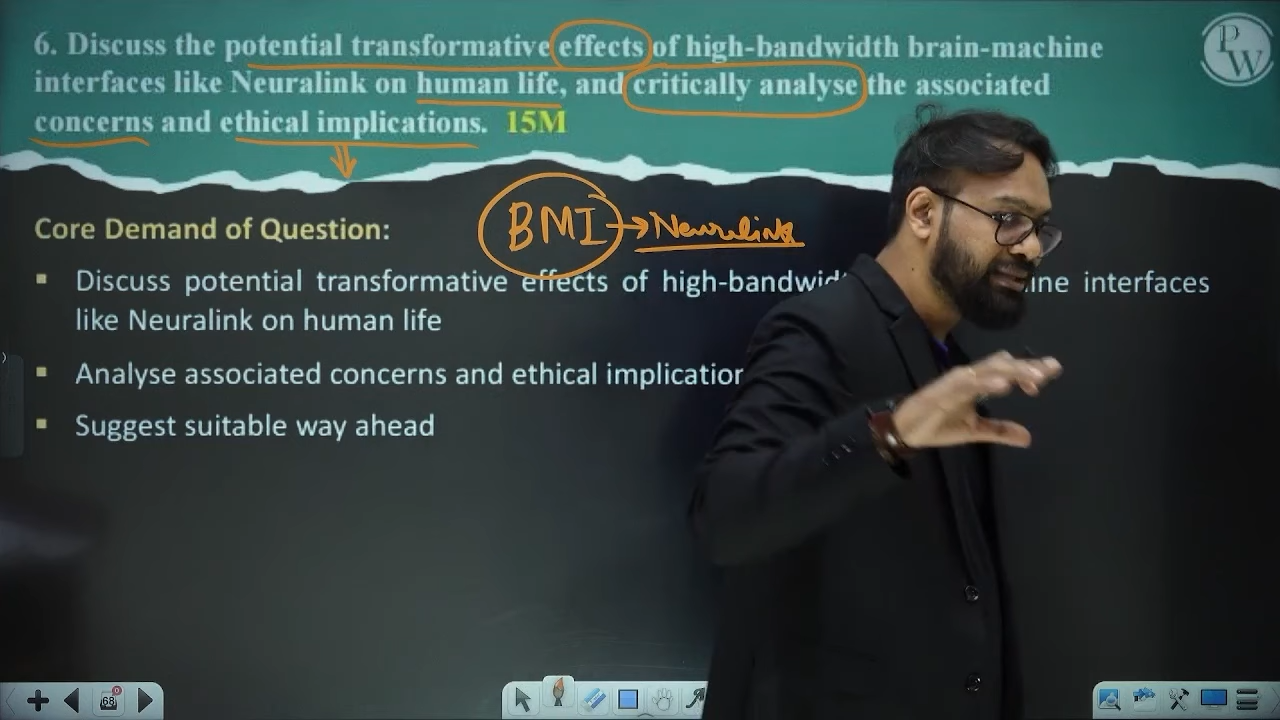 6. Discuss the potential transformative effects of high-bandwidth brain-machine
interfaces like Neuralink on human life, and critically analyse the associated
concerns and ethical implications. 15M
PW
Core Demand of Question:
BMI → Neuralink
▪ Discuss potential transformative effects of high-bandwid ine interfaces
like Neuralink on human life
▪ Analyse associated concerns and ethical implication
▪ Suggest suitable way ahead
68